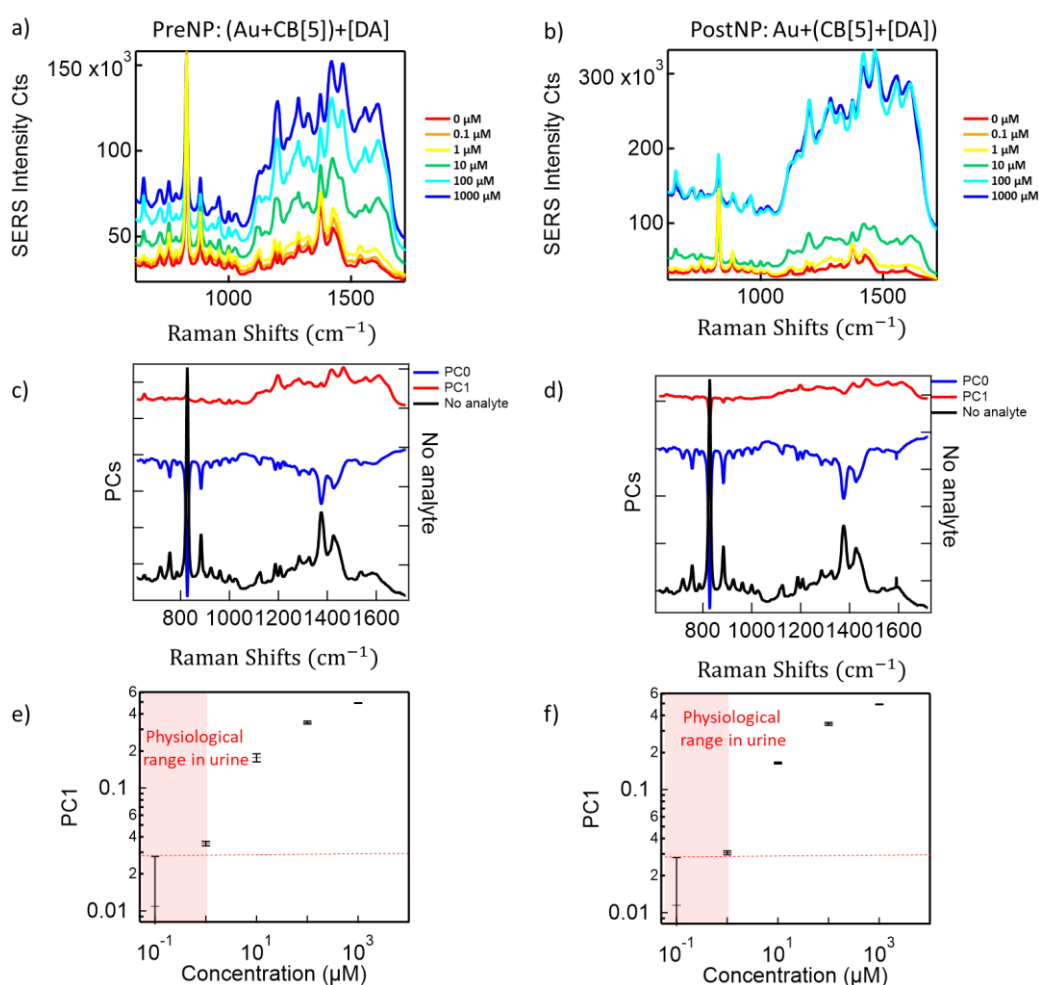 a)
PreNP: (Au+CB[5])+[DA]
150 x10³
100
50
SERS Intensity Cts
1000
1500
Raman Shifts (cm⁻¹)
0 µM
0.1 µM
1 µM
10 µM
100 µM
1000 µM
b)
PostNP: Au+(CB[5]+[DA])
300 x10³
200
100
SERS Intensity Cts
1000
1500
Raman Shifts (cm⁻¹)
0 µM
0.1 µM
1 µM
10 µM
100 µM
1000 µM
c)
PC0
PC1
No analyte
PCs
No analyte
800 1000 1200 1400 1600
Raman Shifts (cm⁻¹)
d)
PC0
PC1
No analyte
PCs
No analyte
800 1000 1200 1400 1600
Raman Shifts (cm⁻¹)
e)
Physiological
range in urine
6
4
2
0.1
6
4
2
0.01
PC1
10⁻¹ 1 10¹ 10² 10³
Concentration (µM)
f)
Physiological
range in urine
6
4
2
0.1
6
4
2
0.01
PC1
10⁻¹ 1 10¹ 10² 10³
Concentration (µM)